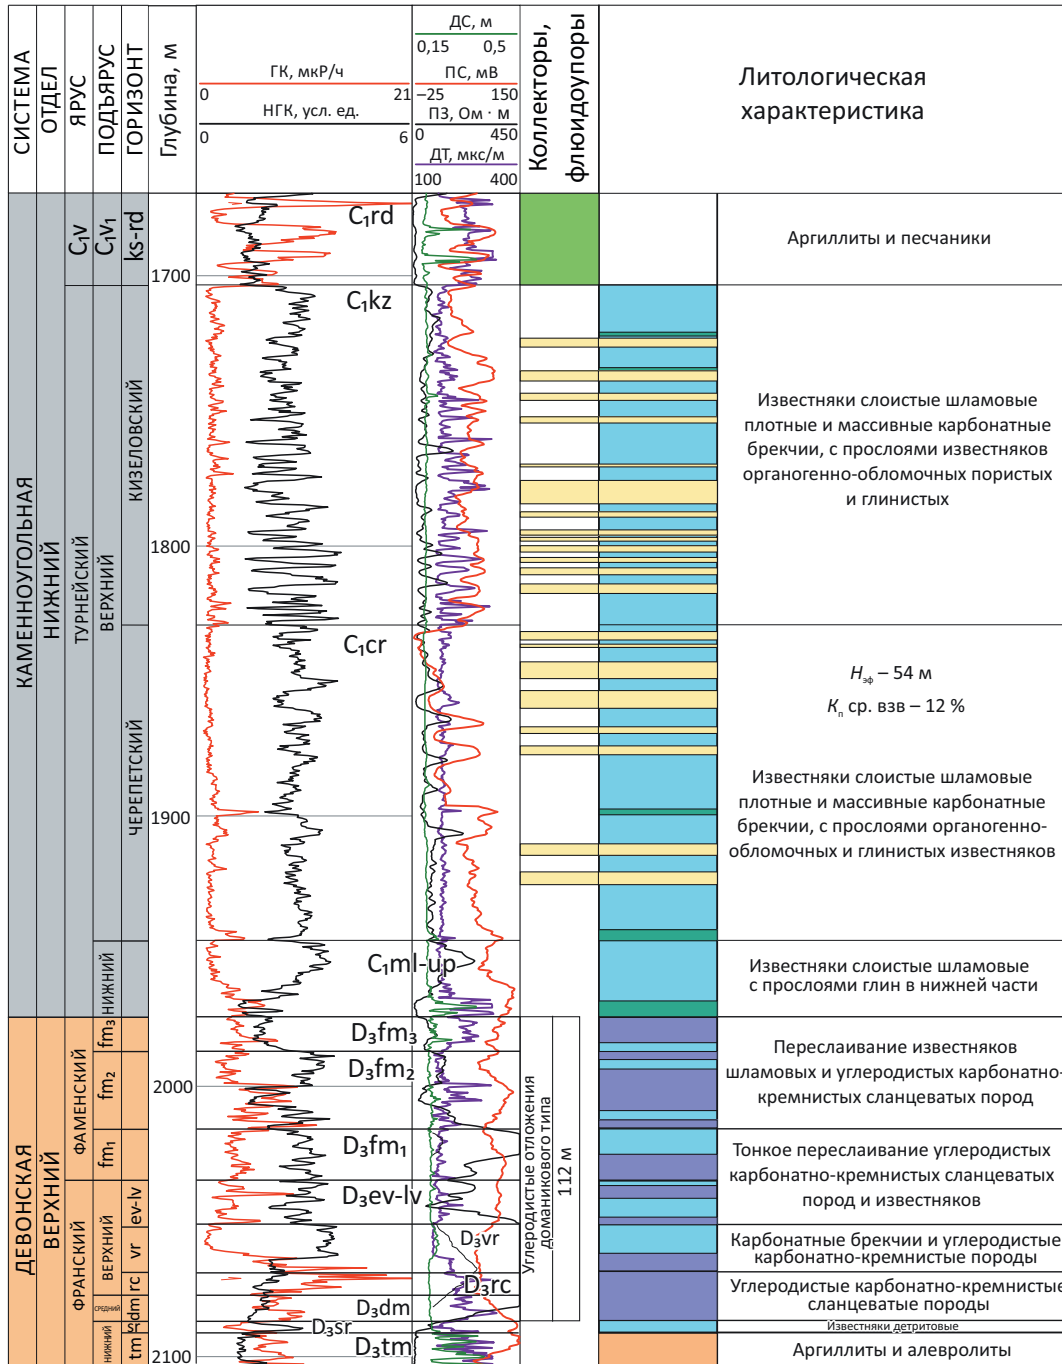 СИСТЕМА
ОТДЕЛ
ЯРУС
ПОДЪЯРУС
ГОРИЗОНТ
Глубина, м
ГК, мкР/ч
0 21
НГК, усл. ед.
0 6
ДС, м
0,15 0,5
ПС, мВ
−25 150
ПЗ, Ом · м
0 450
ДТ, мкс/м
100 400
Коллекторы,
флюидоупоры
Литологическая
характеристика
КАМЕННОУГОЛЬНАЯ
НИЖНИЙ
C₁v
C₁v₁
ks-rd
ТУРНЕЙСКИЙ
ВЕРХНИЙ
КИЗЕЛОВСКИЙ
ЧЕРЕПЕТСКИЙ
НИЖНИЙ
ДЕВОНСКАЯ
ВЕРХНИЙ
ФАМЕНСКИЙ
fm₃
fm₂
fm₁
ФРАНСКИЙ
ВЕРХНИЙ
СРЕДНИЙ
НИЖНИЙ
ev-lv
vr
rc
dm
sr
tm
1700
1800
1900
2000
2100
C₁rd
C₁kz
C₁cr
C₁ml-up
D₃fm₃
D₃fm₂
D₃fm₁
D₃ev-lv
D₃vr
D₃rc
D₃dm
D₃sr
D₃tm
Углеродистые отложения
доманикового типа
112 м
Аргиллиты и песчаники
Известняки слоистые шламовые
плотные и массивные карбонатные
брекчии, с прослоями известняков
органогенно-обломочных пористых
и глинистых
Hэф – 54 м
Kп ср. взв – 12 %
Известняки слоистые шламовые
плотные и массивные карбонатные
брекчии, с прослоями органогенно-
обломочных и глинистых известняков
Известняки слоистые шламовые
с прослоями глин в нижней части
Переслаивание известняков
шламовых и углеродистых карбонатно-
кремнистых сланцеватых пород
Тонкое переслаивание углеродистых
карбонатно-кремнистых сланцеватых
пород и известняков
Карбонатные брекчии и углеродистые
карбонатно-кремнистые породы
Углеродистые карбонатно-кремнистые
сланцеватые породы
Известняки детритовые
Аргиллиты и алевролиты